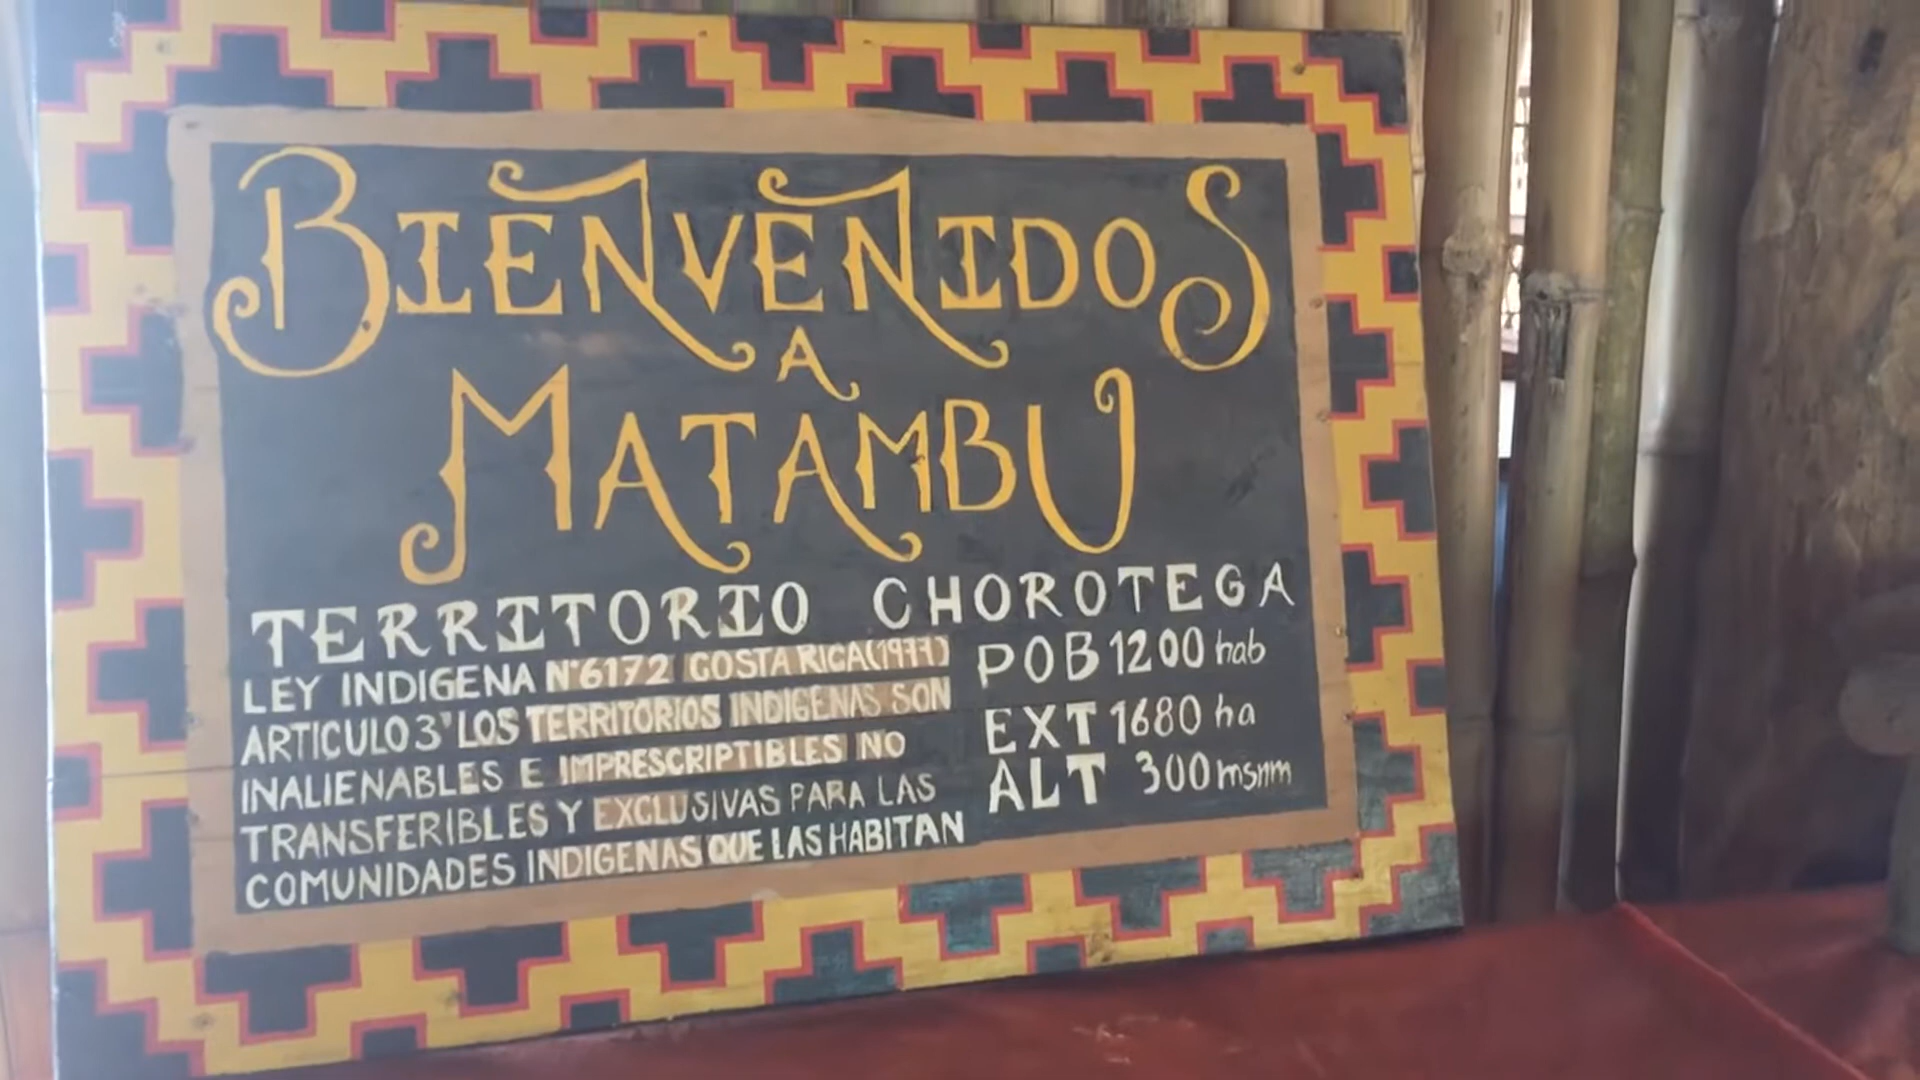 BIENVENIDOS
A
MATAMBU
TERRITORIO CHOROTEGA
LEY INDIGENA N°6172 COSTA RICA (1977)
ARTICULO 3" LOS TERRITORIOS INDIGENAS SON
INALIENABLES E IMPRESCRIPTIBLES NO
TRANSFERIBLES Y EXCLUSIVAS PARA LAS
COMUNIDADES INDIGENAS QUE LAS HABITAN
POB 1200 hab
EXT 1680 ha
ALT 300 msnm